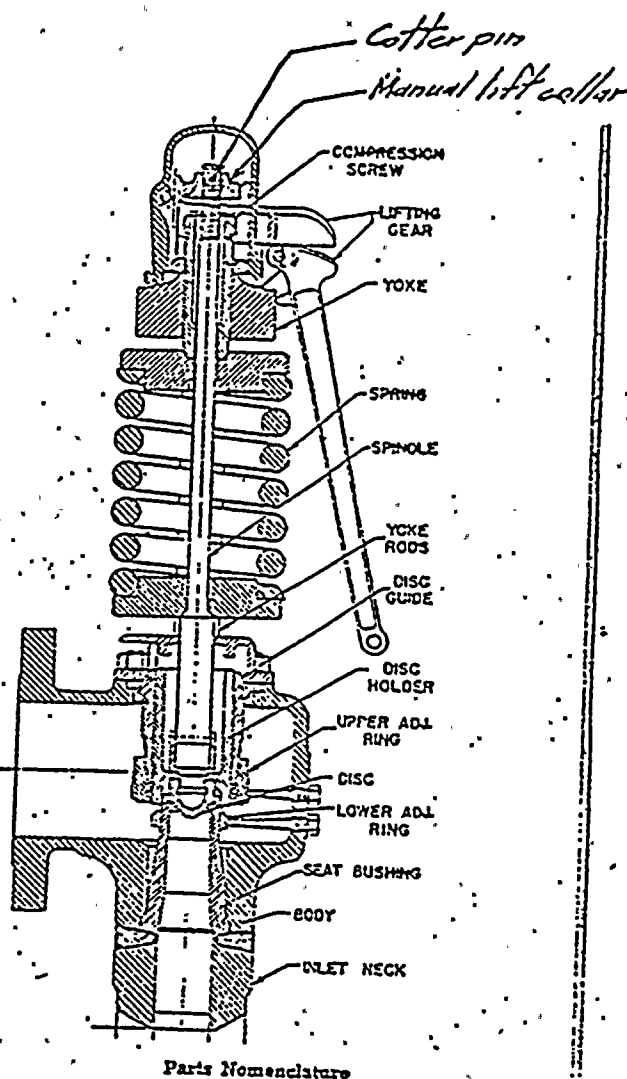 Cotter pin
Manual lift collar
COMPRESSION
SCREW
LIFTING
GEAR
YOKE
SPRING
SPINDLE
YOKE
RODS
DISC
GUIDE
DISC
HOLDER
UPPER ADJ.
RING
DISC
LOWER ADJ.
RING
SEAT BUSHING
BODY
INLET NECK
Parts Nomenclature